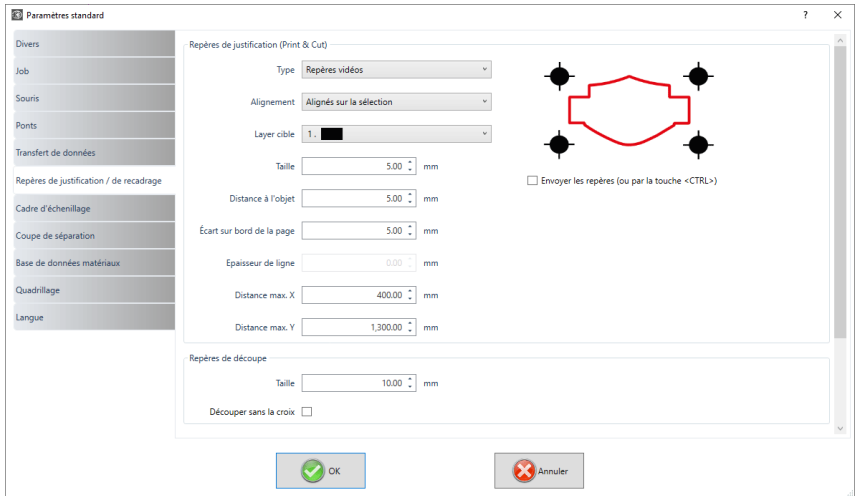 Paramètres standard
?
Divers
Job
Souris
Ponts
Transfert de données
Repères de justification / de recadrage
Cadre d'échenillage
Coupe de séparation
Base de données matériaux
Quadrillage
Langue
Repères de justification (Print & Cut)
Type Repères vidéos
Alignement Alignés sur la sélection
Layer cible 1.
Taille 5.00 mm
Distance à l'objet 5.00 mm
Écart sur bord de la page 5.00 mm
Epaisseur de ligne 0.00 mm
Distance max. X 400.00 mm
Distance max. Y 1,300.00 mm
Envoyer les repères (ou par la touche <CTRL>)
Repères de découpe
Taille 10.00 mm
Découper sans la croix
OK
Annuler